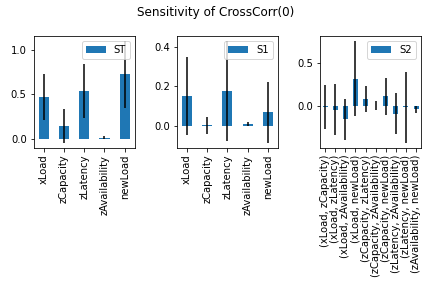 Sensitivity of CrossCorr(0)
ST
1.0
0.5
0.0
xLoad
zCapacity
zLatency
zAvailability
newLoad
S1
0.4
0.2
0.0
xLoad
zCapacity
zLatency
zAvailability
newLoad
S2
0.5
0.0
(xLoad, zCapacity)
(xLoad, zLatency)
(xLoad, zAvailability)
(xLoad, newLoad)
(zCapacity, zLatency)
(zCapacity, zAvailability)
(zCapacity, newLoad)
(zLatency, zAvailability)
(zLatency, newLoad)
(zAvailability, newLoad)